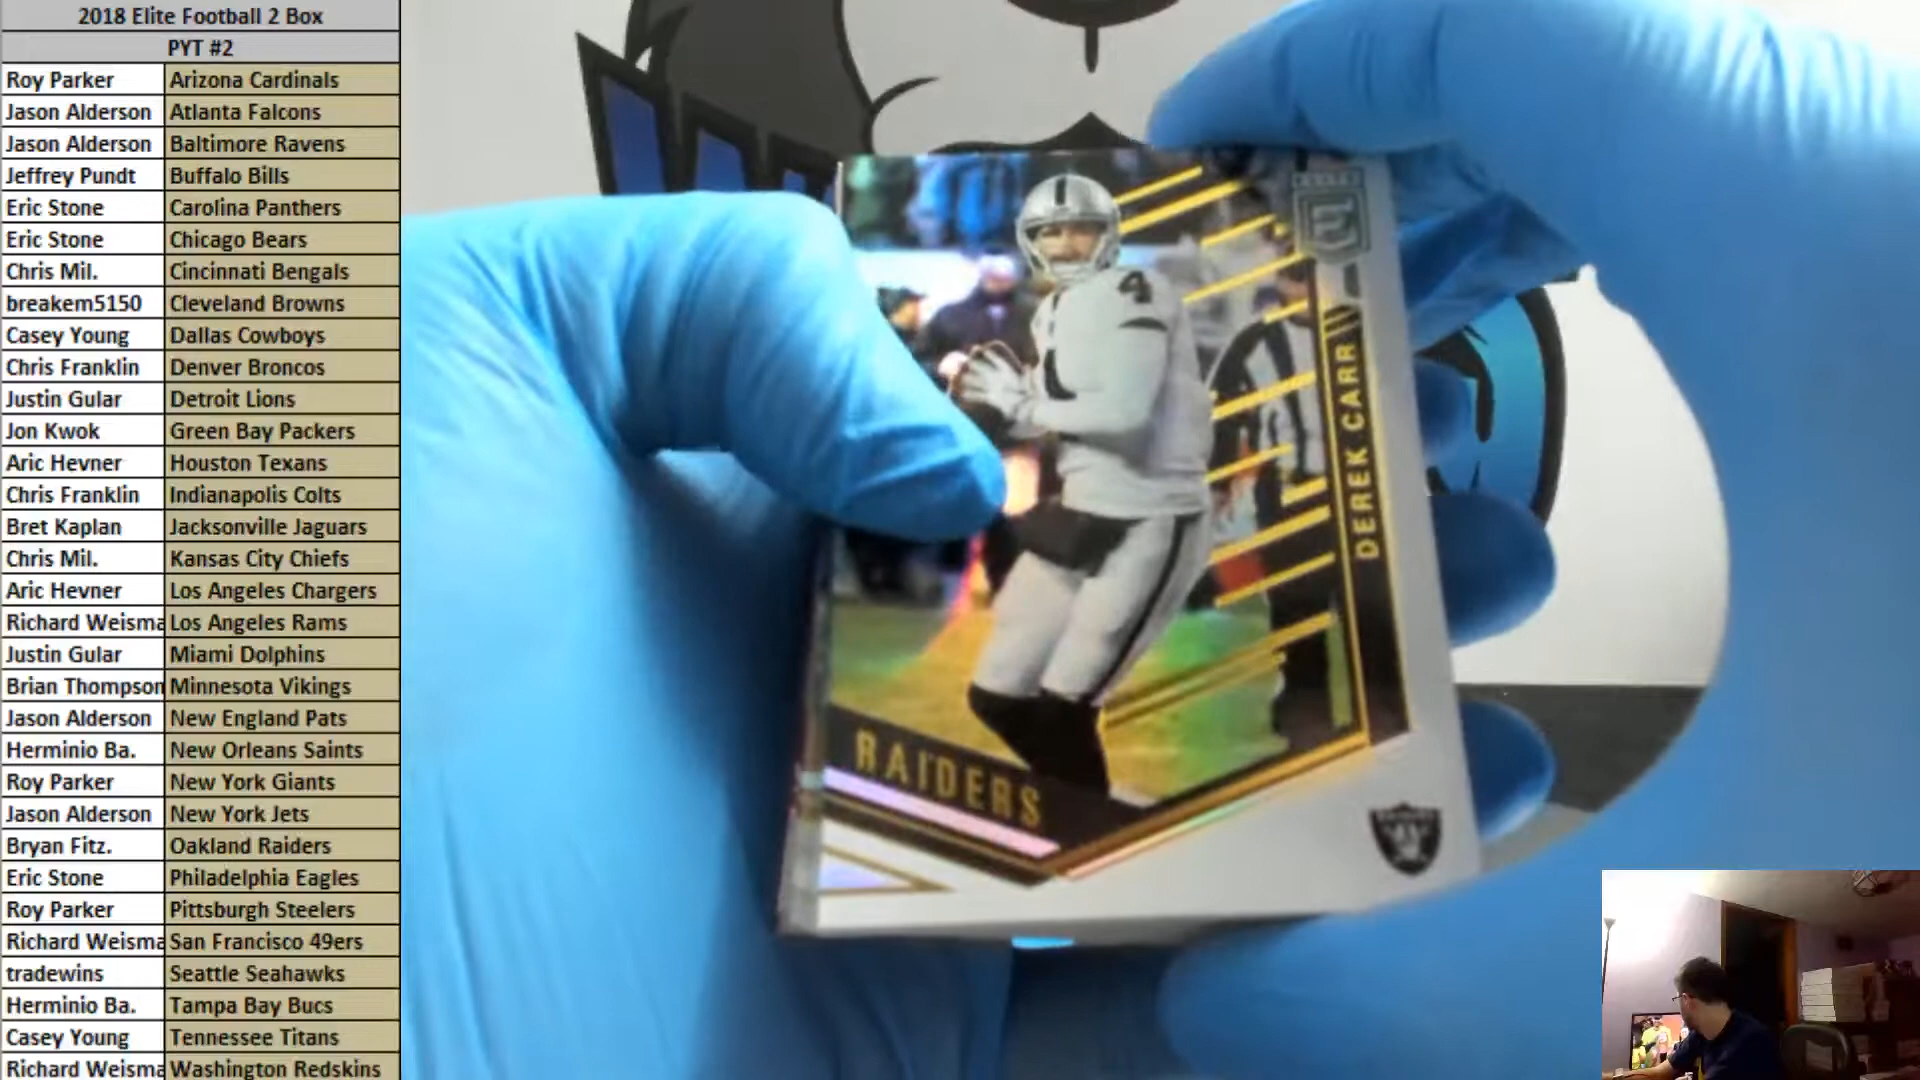 2018 Elite Football 2 Box
PYT #2
Roy Parker Arizona Cardinals
Jason Alderson Atlanta Falcons
Jason Alderson Baltimore Ravens
Jeffrey Pundt Buffalo Bills
Eric Stone Carolina Panthers
Eric Stone Chicago Bears
Chris Mil. Cincinnati Bengals
breakem5150 Cleveland Browns
Casey Young Dallas Cowboys
Chris Franklin Denver Broncos
Justin Gular Detroit Lions
Jon Kwok Green Bay Packers
Aric Hevner Houston Texans
Chris Franklin Indianapolis Colts
Bret Kaplan Jacksonville Jaguars
Chris Mil. Kansas City Chiefs
Aric Hevner Los Angeles Chargers
Richard Weisma Los Angeles Rams
Justin Gular Miami Dolphins
Brian Thompson Minnesota Vikings
Jason Alderson New England Pats
Herminio Ba. New Orleans Saints
Roy Parker New York Giants
Jason Alderson New York Jets
Bryan Fitz. Oakland Raiders
Eric Stone Philadelphia Eagles
Roy Parker Pittsburgh Steelers
Richard Weisma San Francisco 49ers
tradewins Seattle Seahawks
Herminio Ba. Tampa Bay Bucs
Casey Young Tennessee Titans
Richard Weisma Washington Redskins
4
DEREK CARR
RAIDERS